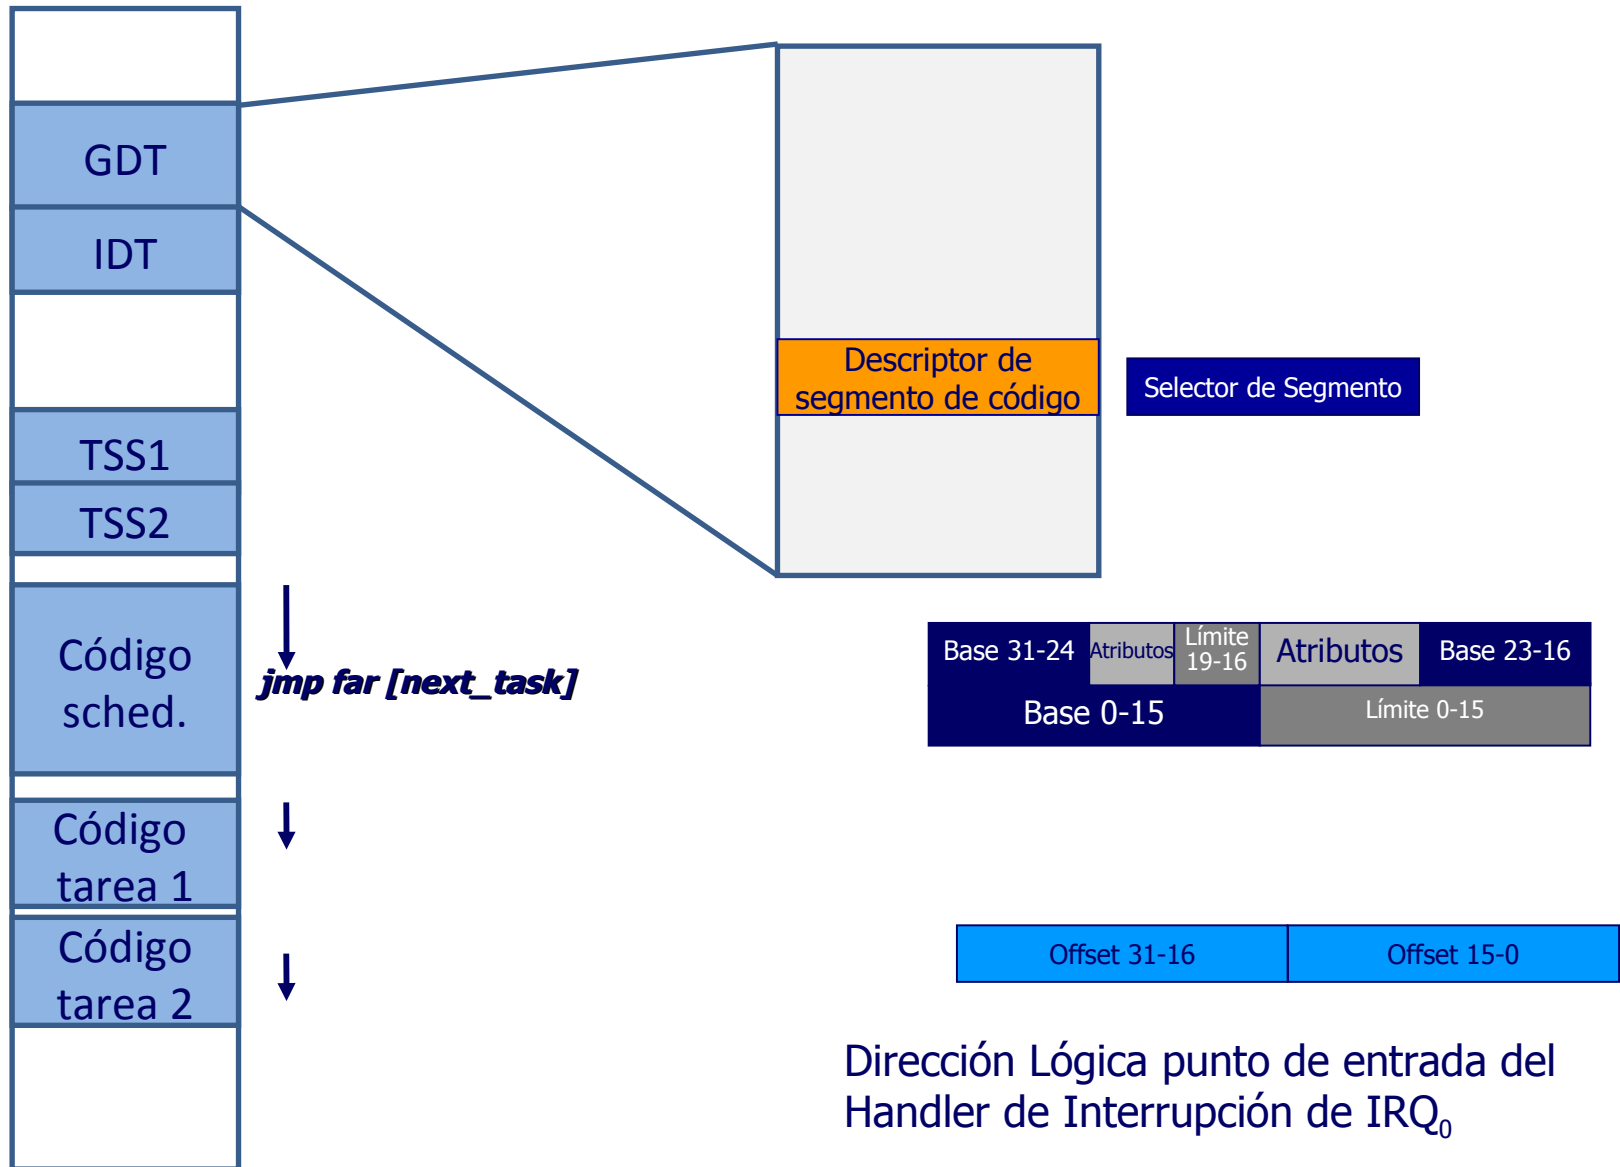 GDT
IDT
TSS1
TSS2
Código
sched.
Código
tarea 1
Código
tarea 2
jmp far [next_task]
Descriptor de
segmento de código
Selector de Segmento
Base 31-24
Atributos
Límite
19-16
Atributos
Base 23-16
Base 0-15
Límite 0-15
Offset 31-16
Offset 15-0
Dirección Lógica punto de entrada del
Handler de Interrupción de IRQ₀